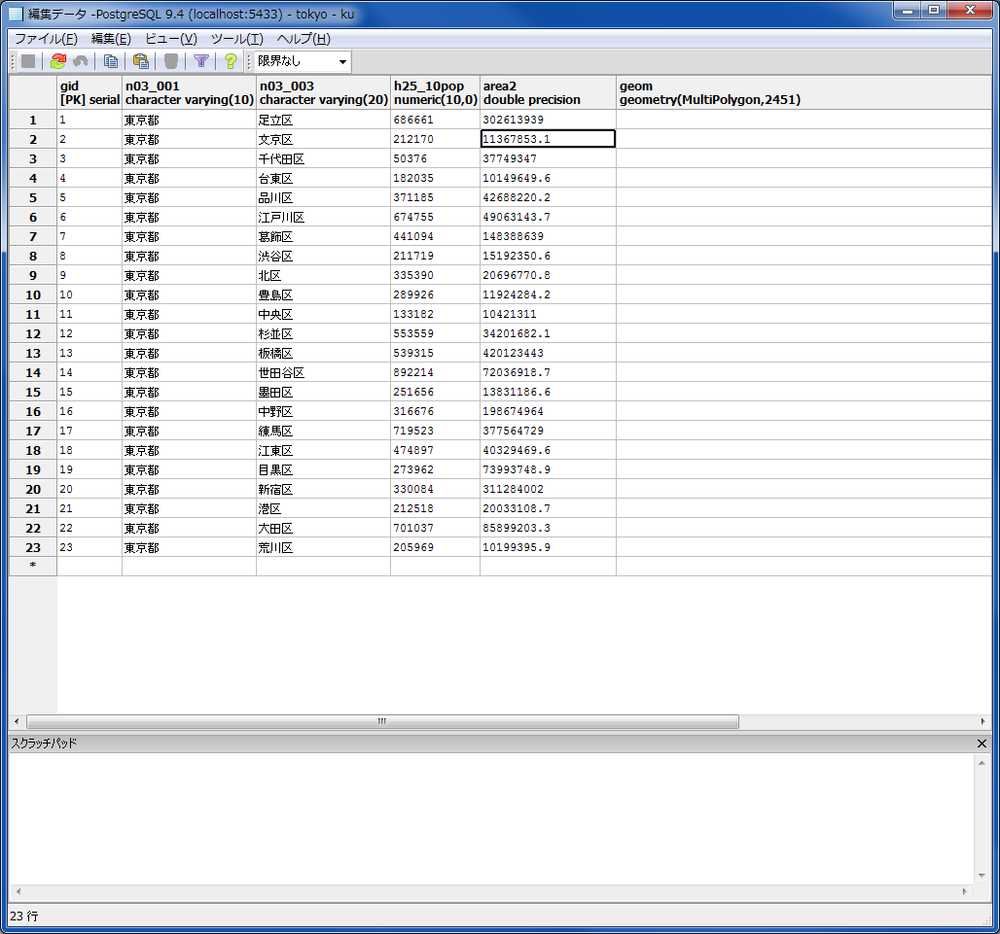 編集データ -PostgreSQL 9.4 (localhost:5433) - tokyo - ku
ファイル(F) 編集(E) ビュー(V) ツール(T) ヘルプ(H)
限界なし
gid n03_001 n03_003 h25_10pop area2 geom
[PK] serial character varying(10) character varying(20) numeric(10,0) double precision geometry(MultiPolygon,2451)
1 1 東京都 足立区 686661 302613939
2 2 東京都 文京区 212170 11367853.1
3 3 東京都 千代田区 50376 37749347
4 4 東京都 台東区 182035 10149649.6
5 5 東京都 品川区 371185 42688220.2
6 6 東京都 江戸川区 674755 49063143.7
7 7 東京都 葛飾区 441094 148388639
8 8 東京都 渋谷区 211719 15192350.6
9 9 東京都 北区 335390 20696770.8
10 10 東京都 豊島区 289926 11924284.2
11 11 東京都 中央区 133182 10421311
12 12 東京都 杉並区 553559 34201682.1
13 13 東京都 板橋区 539315 420123443
14 14 東京都 世田谷区 892214 72036918.7
15 15 東京都 墨田区 251656 13831186.6
16 16 東京都 中野区 316676 198674964
17 17 東京都 練馬区 719523 377564729
18 18 東京都 江東区 474897 40329469.6
19 19 東京都 目黒区 273962 73993748.9
20 20 東京都 新宿区 330084 311284002
21 21 東京都 港区 212518 20033108.7
22 22 東京都 大田区 701037 85899203.3
23 23 東京都 荒川区 205969 10199395.9
*
スクラッチパッド
23 行